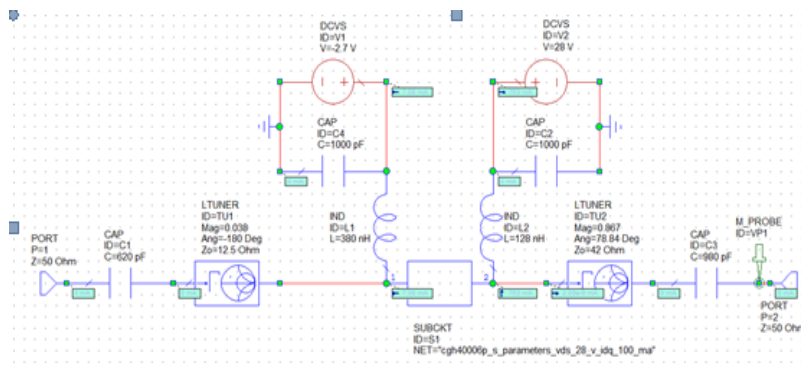 DCVS
ID=V1
V=-2.7 V
DCVS
ID=V2
V=28 V
CAP
ID=C4
C=1000 pF
CAP
ID=C2
C=1000 pF
PORT
P=1
Z=50 Ohm
CAP
ID=C1
C=620 pF
LTUNER
ID=TU1
Mag=0.038
Ang=-180 Deg
Zo=12.5 Ohm
IND
ID=L1
L=380 nH
IND
ID=L2
L=128 nH
LTUNER
ID=TU2
Mag=0.867
Ang=78.84 Deg
Zo=42 Ohm
CAP
ID=C3
C=980 pF
M_PROBE
ID=VP1
1
2
PORT
P=2
Z=50 Ohm
SUBCKT
ID=S1
NET="cgh40006p_s_parameters_vds_28_v_idq_100_ma"